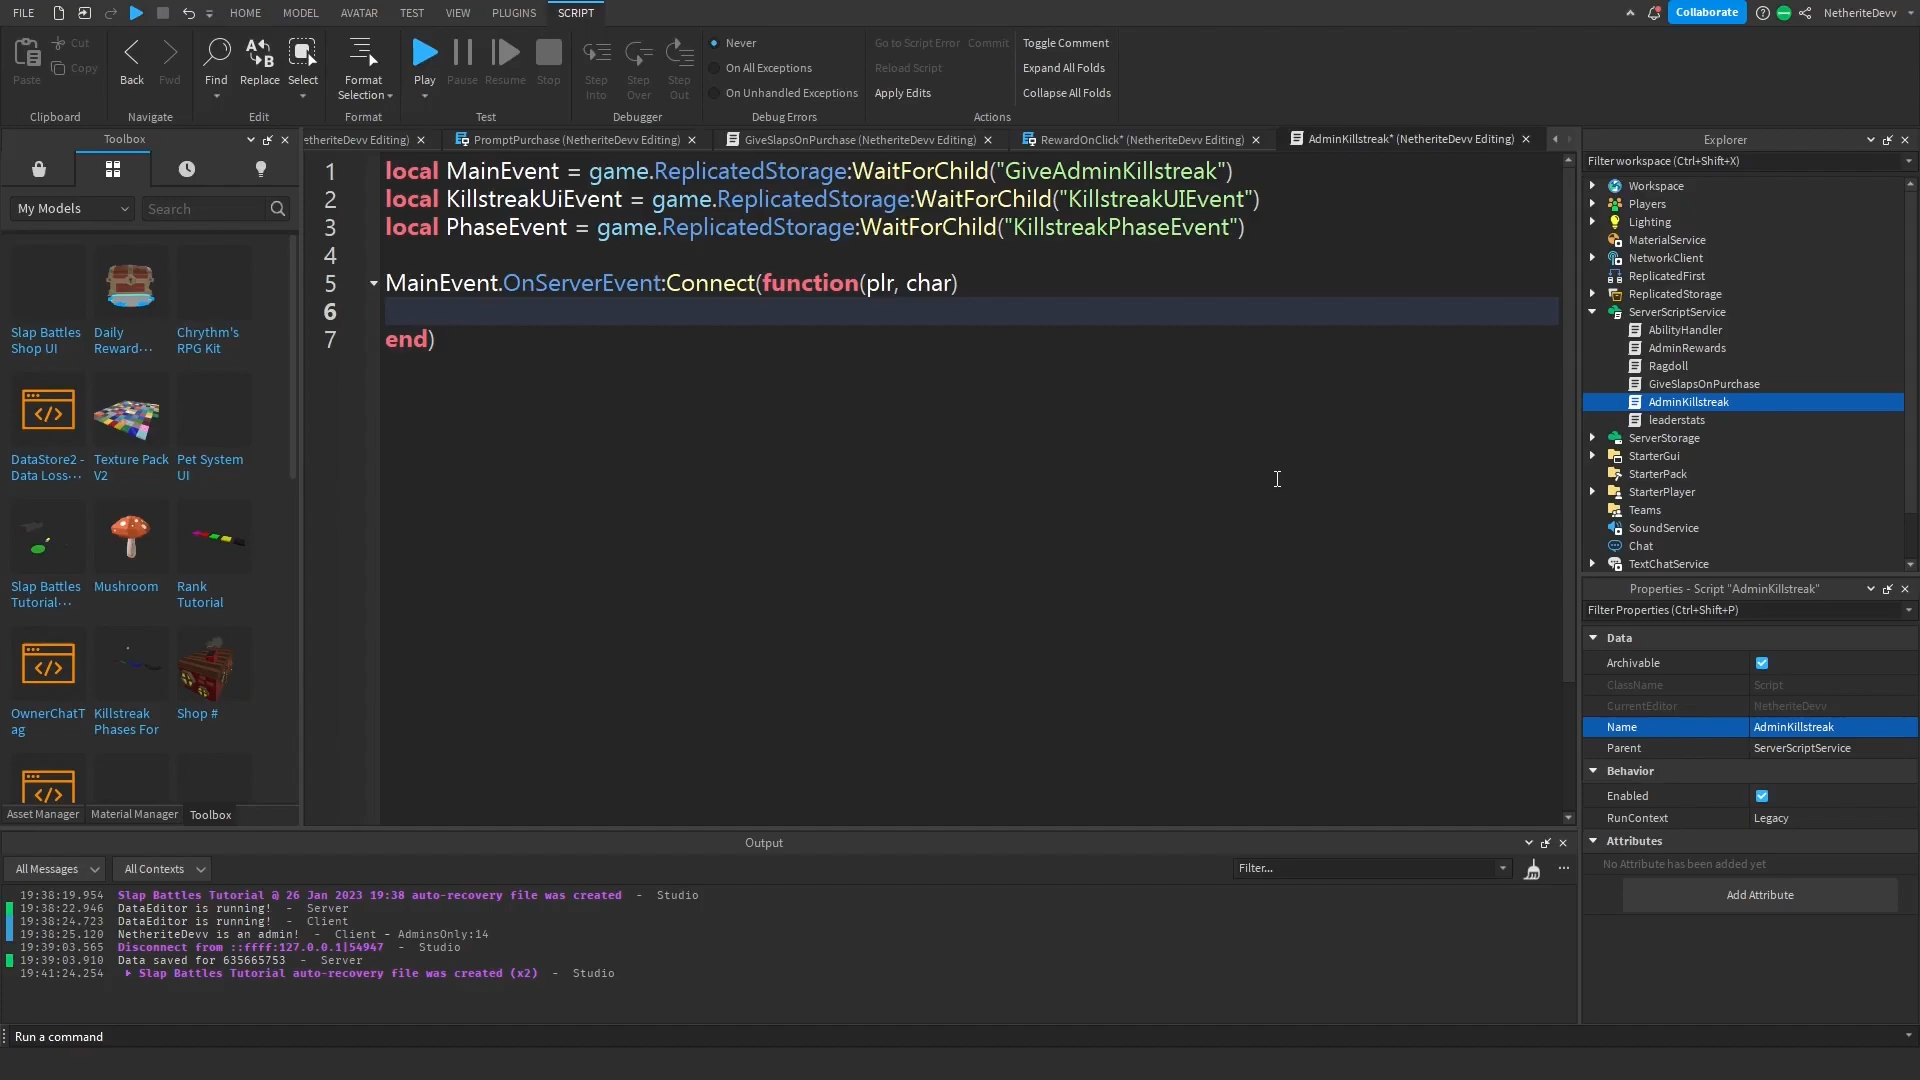 FILE HOME MODEL AVATAR TEST VIEW PLUGINS SCRIPT Collaborate NetheriteDevv
Paste Cut Copy
Clipboard
Back Fwd
Navigate
Find Replace Select
Edit
Format Selection
Format
Play Pause Resume Stop
Test
Step Into
Step Over
Step Out
Debugger
Never
On All Exceptions
On Unhandled Exceptions
Debug Errors
Go to Script Error Commit
Reload Script
Apply Edits
Toggle Comment
Expand All Folds
Collapse All Folds
Actions
Toolbox
My Models Search
Slap Battles Shop UI
Daily Reward···
Chrythm's RPG Kit
DataStore2 - Data Loss···
Texture Pack V2
Pet System UI
Slap Battles Tutorial···
Mushroom
Rank Tutorial
OwnerChatTag
Killstreak Phases For
Shop #
Asset Manager Material Manager Toolbox
etheriteDevv Editing) PromptPurchase (NetheriteDevv Editing) GiveSlapsOnPurchase (NetheriteDevv Editing) RewardOnClick* (NetheriteDevv Editing) AdminKillstreak* (NetheriteDevv Editing)
1 local MainEvent = game.ReplicatedStorage:WaitForChild("GiveAdminKillstreak")
2 local KillstreakUiEvent = game.ReplicatedStorage:WaitForChild("KillstreakUIEvent")
3 local PhaseEvent = game.ReplicatedStorage:WaitForChild("KillstreakPhaseEvent")
4
5 MainEvent.OnServerEvent:Connect(function(plr, char)
6
7 end)
Explorer
Filter workspace (Ctrl+Shift+X)
Workspace
Players
Lighting
MaterialService
NetworkClient
ReplicatedFirst
ReplicatedStorage
ServerScriptService
AbilityHandler
AdminRewards
Ragdoll
GiveSlapsOnPurchase
AdminKillstreak
leaderstats
ServerStorage
StarterGui
StarterPack
StarterPlayer
Teams
SoundService
Chat
TextChatService
Properties - Script "AdminKillstreak"
Filter Properties (Ctrl+Shift+P)
Data
Archivable
ClassName Script
CurrentEditor NetheriteDevv
Name AdminKillstreak
Parent ServerScriptService
Behavior
Enabled
RunContext Legacy
Attributes
No Attribute has been added yet
Add Attribute
Output
All Messages All Contexts Filter...
19:38:19.954 Slap Battles Tutorial @ 26 Jan 2023 19:38 auto-recovery file was created - Studio
19:38:22.946 DataEditor is running! - Server
19:38:24.723 DataEditor is running! - Client
19:38:25.120 NetheriteDevv is an admin! - Client - AdminsOnly:14
19:39:03.565 Disconnect from ::ffff:127.0.0.1|54947 - Studio
19:39:03.910 Data saved for 635665753 - Server
19:41:24.254 Slap Battles Tutorial auto-recovery file was created (x2) - Studio
Run a command